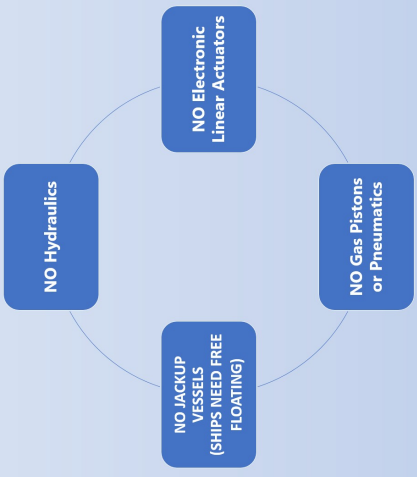 NO Hydraulics
NO Electronic
Linear Actuators
NO Gas Pistons
or Pneumatics
NO JACKUP
VESSELS
(SHIPS NEED FREE
FLOATING)